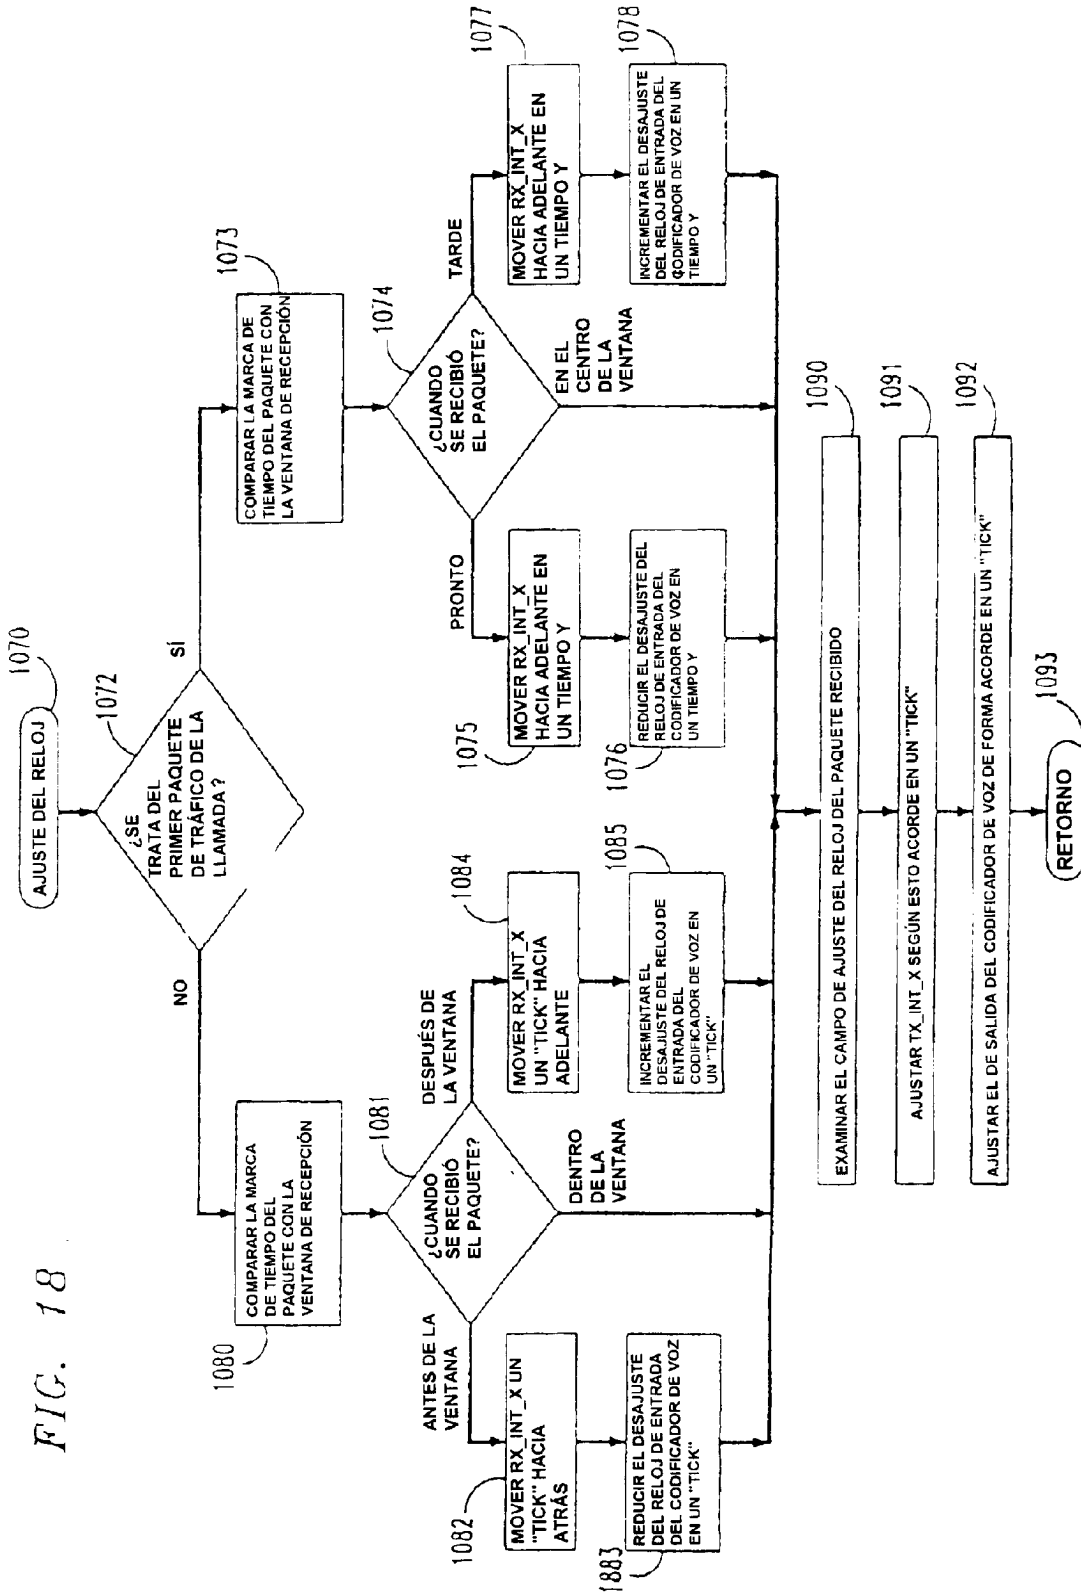 FIG. 18
AJUSTE DEL RELOJ
1070
¿SE
TRATA DEL
PRIMER PAQUETE
DE TRÁFICO DE LA
LLAMADA?
1072
NO
SÍ
COMPARAR LA MARCA
DE TIEMPO DEL
PAQUETE CON LA
VENTANA DE RECEPCIÓN
1080
COMPARAR LA MARCA DE
TIEMPO DEL PAQUETE CON
LA VENTANA DE RECEPCIÓN
1073
¿CUANDO
SE RECIBIÓ
EL PAQUETE?
1081
ANTES DE LA
VENTANA
DENTRO
DE LA
VENTANA
DESPUÉS DE
LA VENTANA
¿CUANDO
SE RECIBIÓ
EL PAQUETE?
1074
PRONTO
EN EL
CENTRO
DE LA
VENTANA
TARDE
MOVER RX_INT_X UN
"TICK" HACIA
ATRÁS
1082
MOVER RX_INT_X
UN "TICK" HACIA
ADELANTE
1084
MOVER RX_INT_X
HACIA ADELANTE EN
UN TIEMPO Y
1075
MOVER RX_INT_X
HACIA ADELANTE EN
UN TIEMPO Y
1077
REDUCIR EL DESAJUSTE
DEL RELOJ DE ENTRADA
DEL CODIFICADOR DE VOZ
EN UN "TICK"
1883
INCREMENTAR EL
DESAJUSTE DEL RELOJ DE
ENTRADA DEL
CODIFICADOR DE VOZ EN
UN "TICK"
1085
REDUCIR EL DESAJUSTE DEL
RELOJ DE ENTRADA DEL
CODIFICADOR DE VOZ EN
UN TIEMPO Y
1076
INCREMENTAR EL DESAJUSTE
DEL RELOJ DE ENTRADA DEL
CODIFICADOR DE VOZ EN UN
TIEMPO Y
1078
EXAMINAR EL CAMPO DE AJUSTE DEL RELOJ DEL PAQUETE RECIBIDO
1090
AJUSTAR TX_INT_X SEGÚN ESTO ACORDE EN UN "TICK"
1091
AJUSTAR EL DE SALIDA DEL CODIFICADOR DE VOZ DE FORMA ACORDE EN UN "TICK"
1092
RETORNO
1093